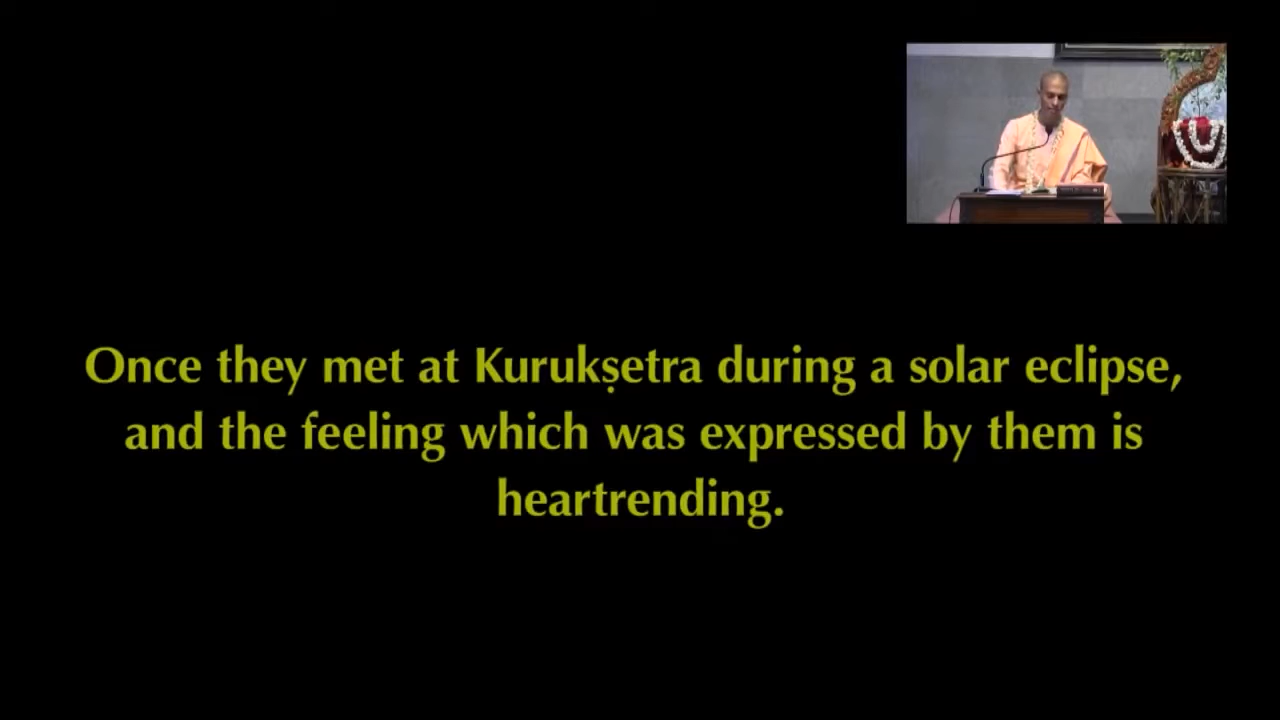 Once they met at Kurukṣetra during a solar eclipse,
and the feeling which was expressed by them is
heartrending.